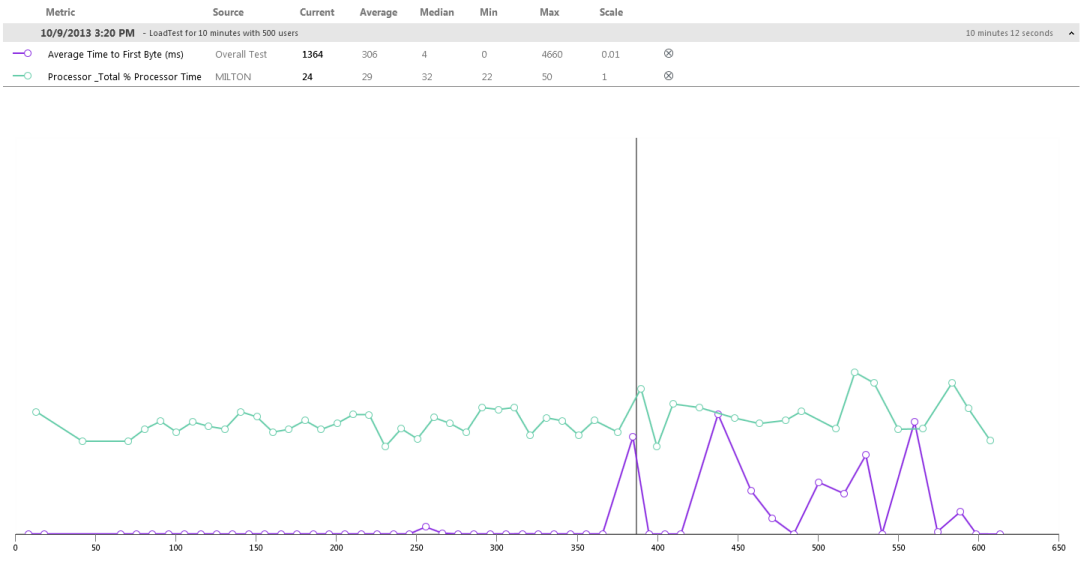 Metric Source Current Average Median Min Max Scale
10/9/2013 3:20 PM - LoadTest for 10 minutes with 500 users 10 minutes 12 seconds
Average Time to First Byte (ms) Overall Test 1364 306 4 0 4660 0.01
Processor _Total % Processor Time MILTON 24 29 32 22 50 1
0 50 100 150 200 250 300 350 400 450 500 550 600 650